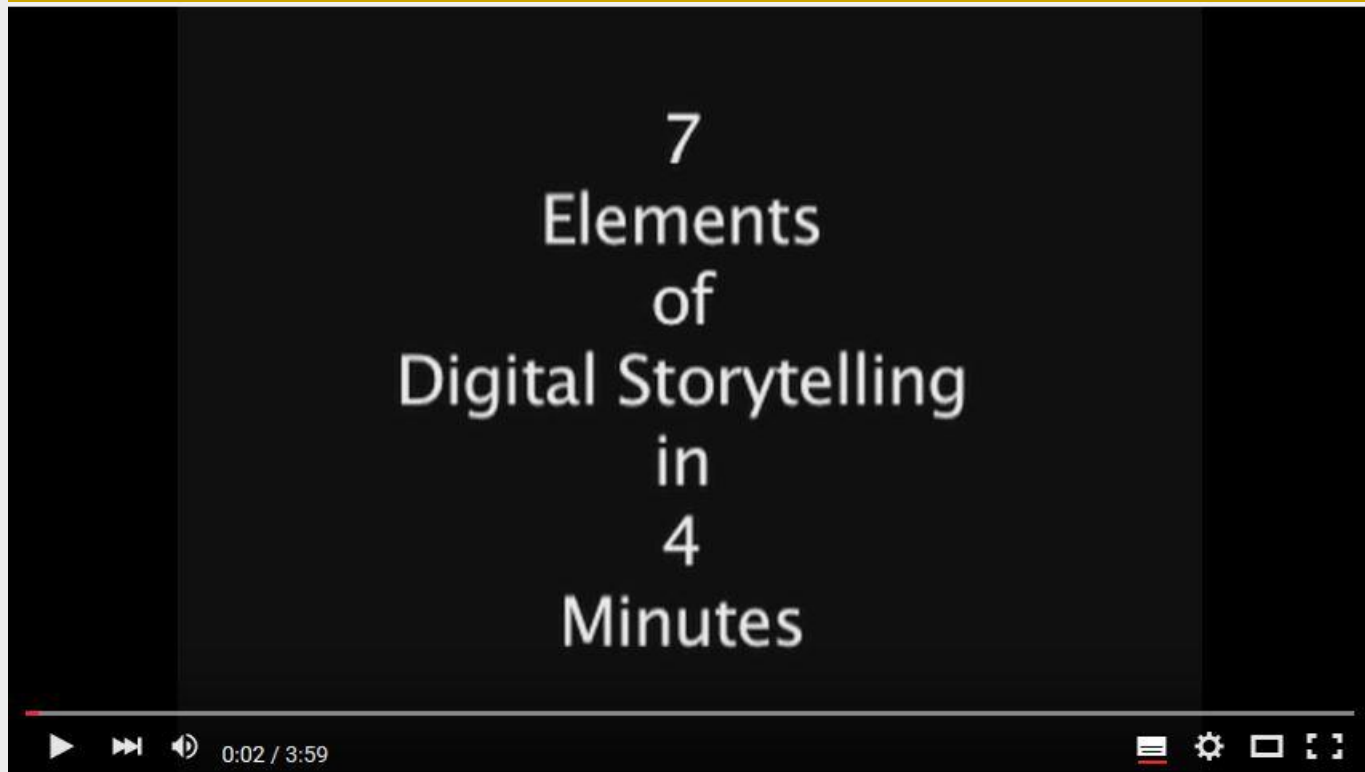 7
Elements
of
Digital Storytelling
in
4
Minutes
0:02 / 3:59